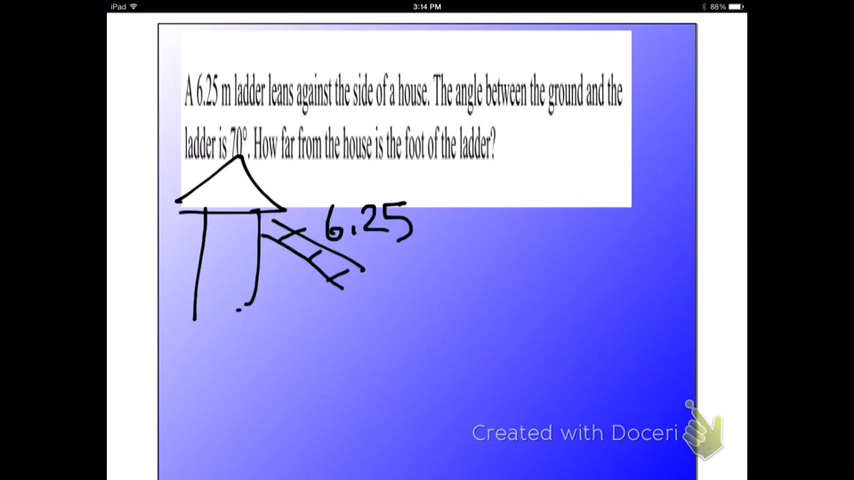 iPad 3:14 PM 88%
A 6.25 m ladder leans against the side of a house. The angle between the ground and the
ladder is 70°. How far from the house is the foot of the ladder?
6.25
Created with Doceri